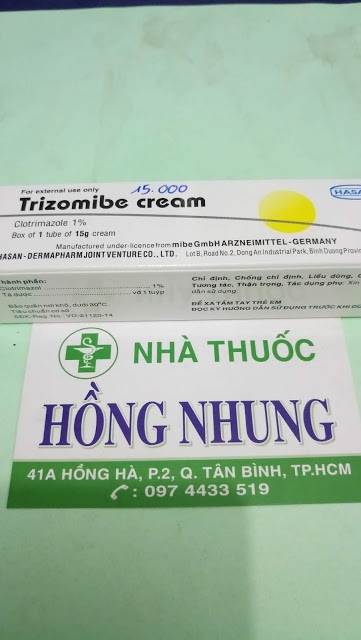 For external use only
15.000
Trizomibe cream
HASA
Clotrimazole 1%
Box of 1 tube of 15g cream
Manufactured under-licence from mibe GmbH ARZNEIMITTEL - GERMANY
HASAN - DERMAPHARM JOINT VENTURE CO., LTD. Lot B, Road No. 2, Dong An Industrial Park, Binh Duong Provin
Thành phần:
Clotrimazol 1%
Tá dược vđ 1 tuýp
Bảo quản nơi khô, dưới 30°C.
Tiêu chuẩn cơ sở
SĐK-Reg. No.: VD-21120-14
Chỉ định, Chống chỉ định, Liều dùng, C
Tương tác, Thận trọng, Tác dụng phụ: Xin
dẫn sử dụng.
ĐỂ XA TẦM TAY TRẺ EM
ĐỌC KỸ HƯỚNG DẪN SỬ DỤNG TRƯỚC KHI DÙ
NHÀ THUỐC
HỒNG NHUNG
41A HỒNG HÀ, P.2, Q. TÂN BÌNH, TP.HCM
: 097 4433 519